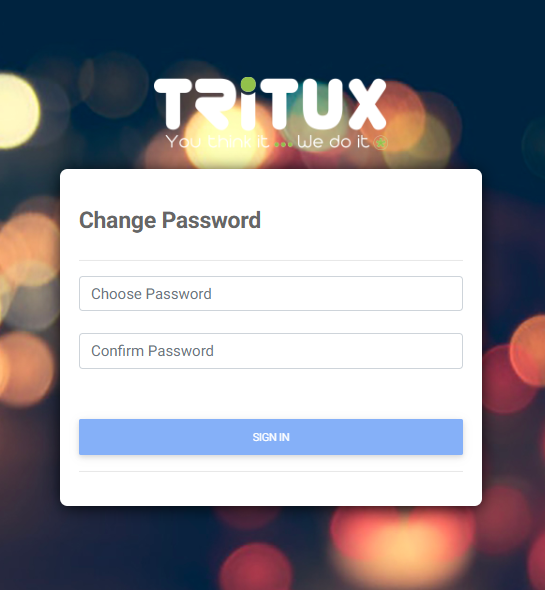 TRiTUX
You think it ... We do it
Change Password
Choose Password
Confirm Password
SIGN IN